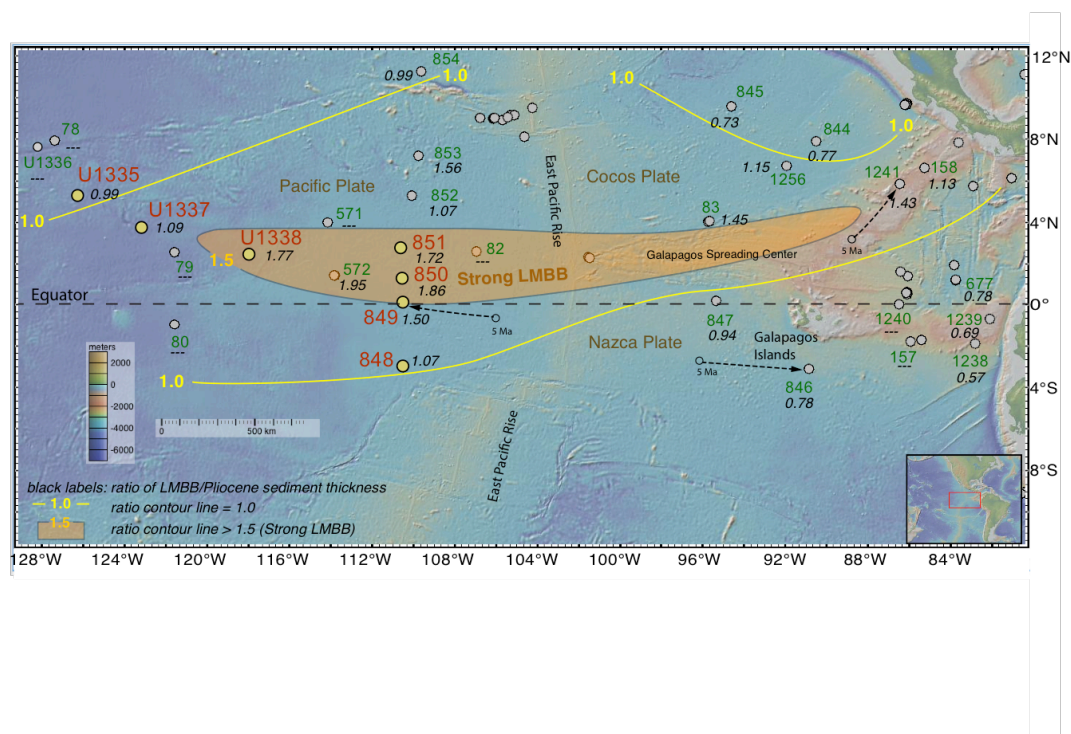 12°N
854
0.99
1.0
1.0
845
0.73
844
0.77
1.0
8°N
78
---
U1336
---
U1335
0.99
853
1.56
1.15
1256
1241
1.43
158
1.13
Pacific Plate
Cocos Plate
East Pacific Rise
852
1.07
U1337
1.09
1.0
571
---
83
1.45
4°N
5 Ma
U1338
1.77
1.5
851
1.72
82
---
Galapagos Spreading Center
79
---
572
1.95
850
1.86
Strong LMBB
677
0.78
Equator
0°
849
1.50
5 Ma
847
0.94
1240
---
1239
0.69
80
---
Nazca Plate
Galapagos
Islands
157
---
1238
0.57
848
1.07
5 Ma
846
0.78
1.0
4°S
meters
2000
0
-2000
-4000
-6000
0
500 km
East Pacific Rise
8°S
black labels: ratio of LMBB/Pliocene sediment thickness
1.0
ratio contour line = 1.0
1.5
ratio contour line > 1.5 (Strong LMBB)
128°W
124°W
120°W
116°W
112°W
108°W
104°W
100°W
96°W
92°W
88°W
84°W